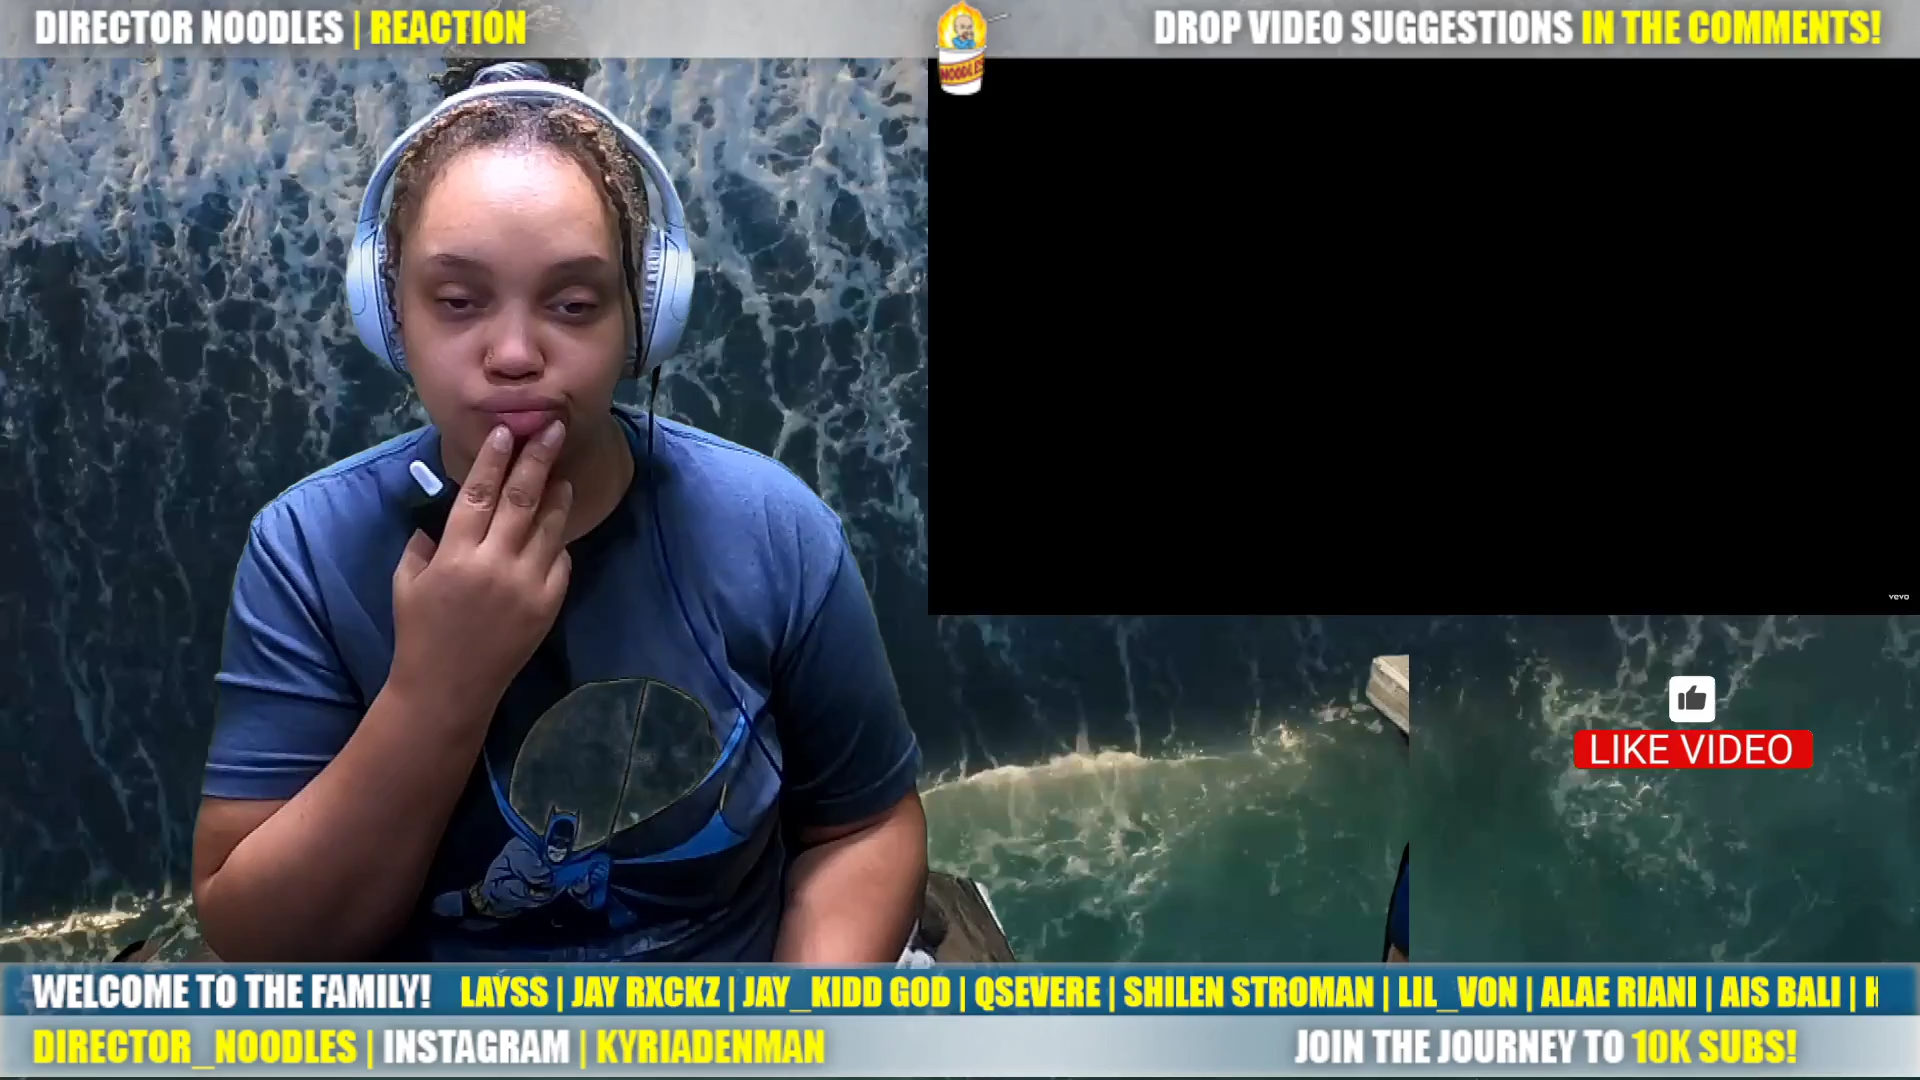 DIRECTOR NOODLES | REACTION
DROP VIDEO SUGGESTIONS IN THE COMMENTS!
NOODLES
vevo
LIKE VIDEO
WELCOME TO THE FAMILY! LAYSS | JAY RXCKZ | JAY_KIDD GOD | QSEVERE | SHILEN STROMAN | LIL_VON | ALAE RIANI | AIS BALI |
DIRECTOR_NOODLES | INSTAGRAM | KYRIADENMAN
JOIN THE JOURNEY TO 10K SUBS!